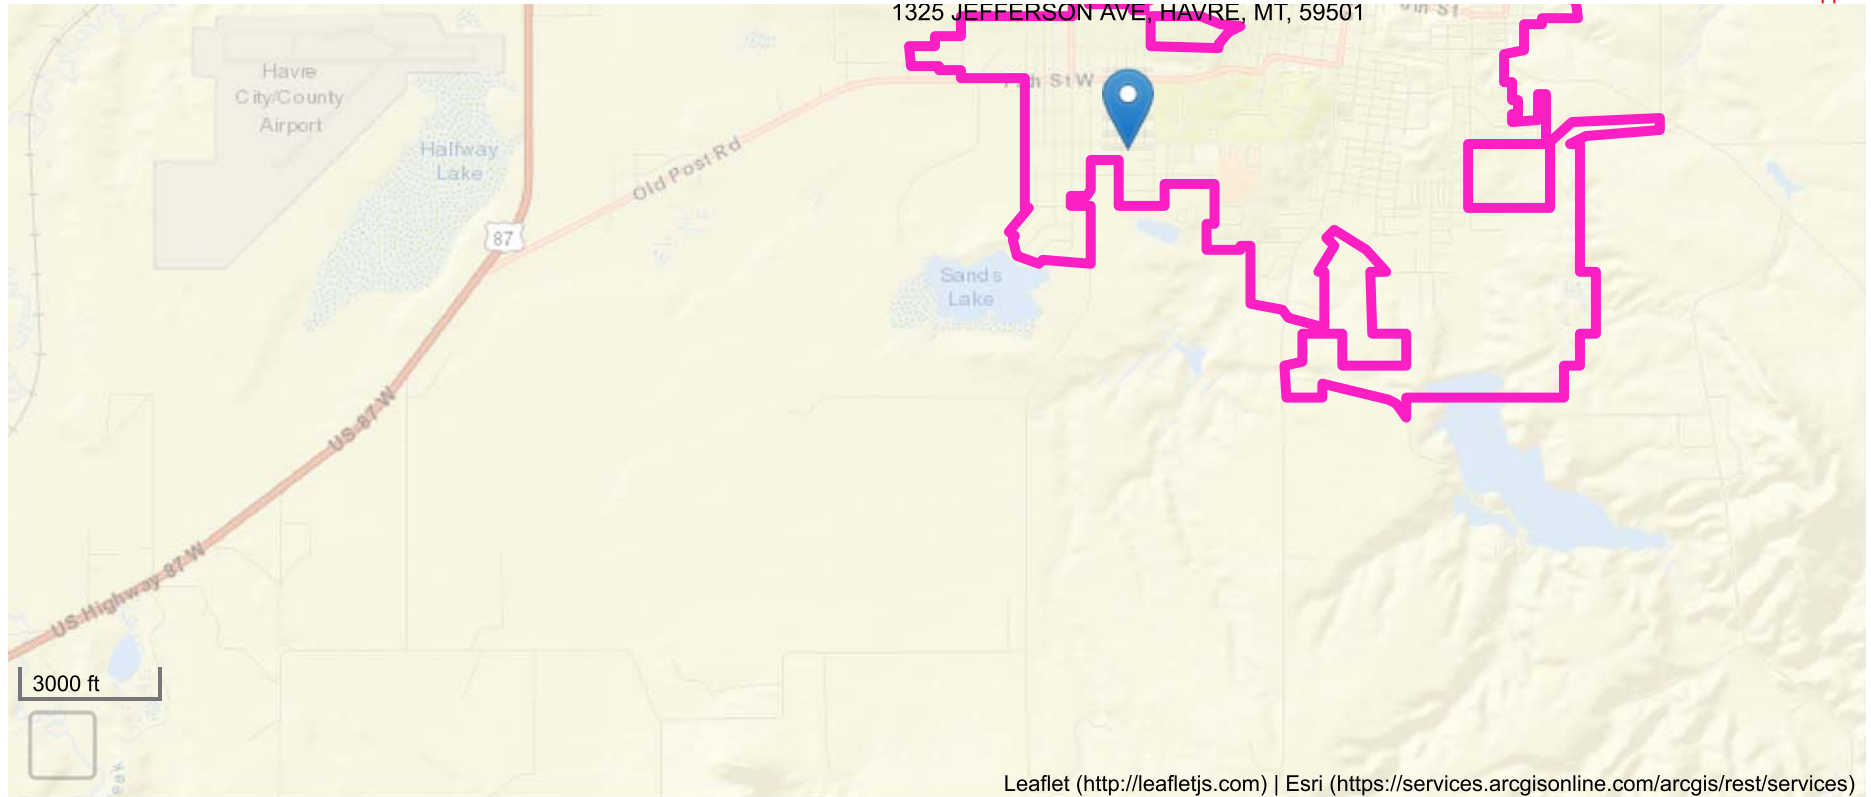 1325 JEFFERSON AVE, HAVRE, MT, 59501
Havre
City/County
Airport
Halfway
Lake
Old Post Rd
87
Sands
Lake
US 87 W
US Highway 87 W
3000 ft
Leaflet (http://leafletjs.com) | Esri (https://services.arcgisonline.com/arcgis/rest/services)